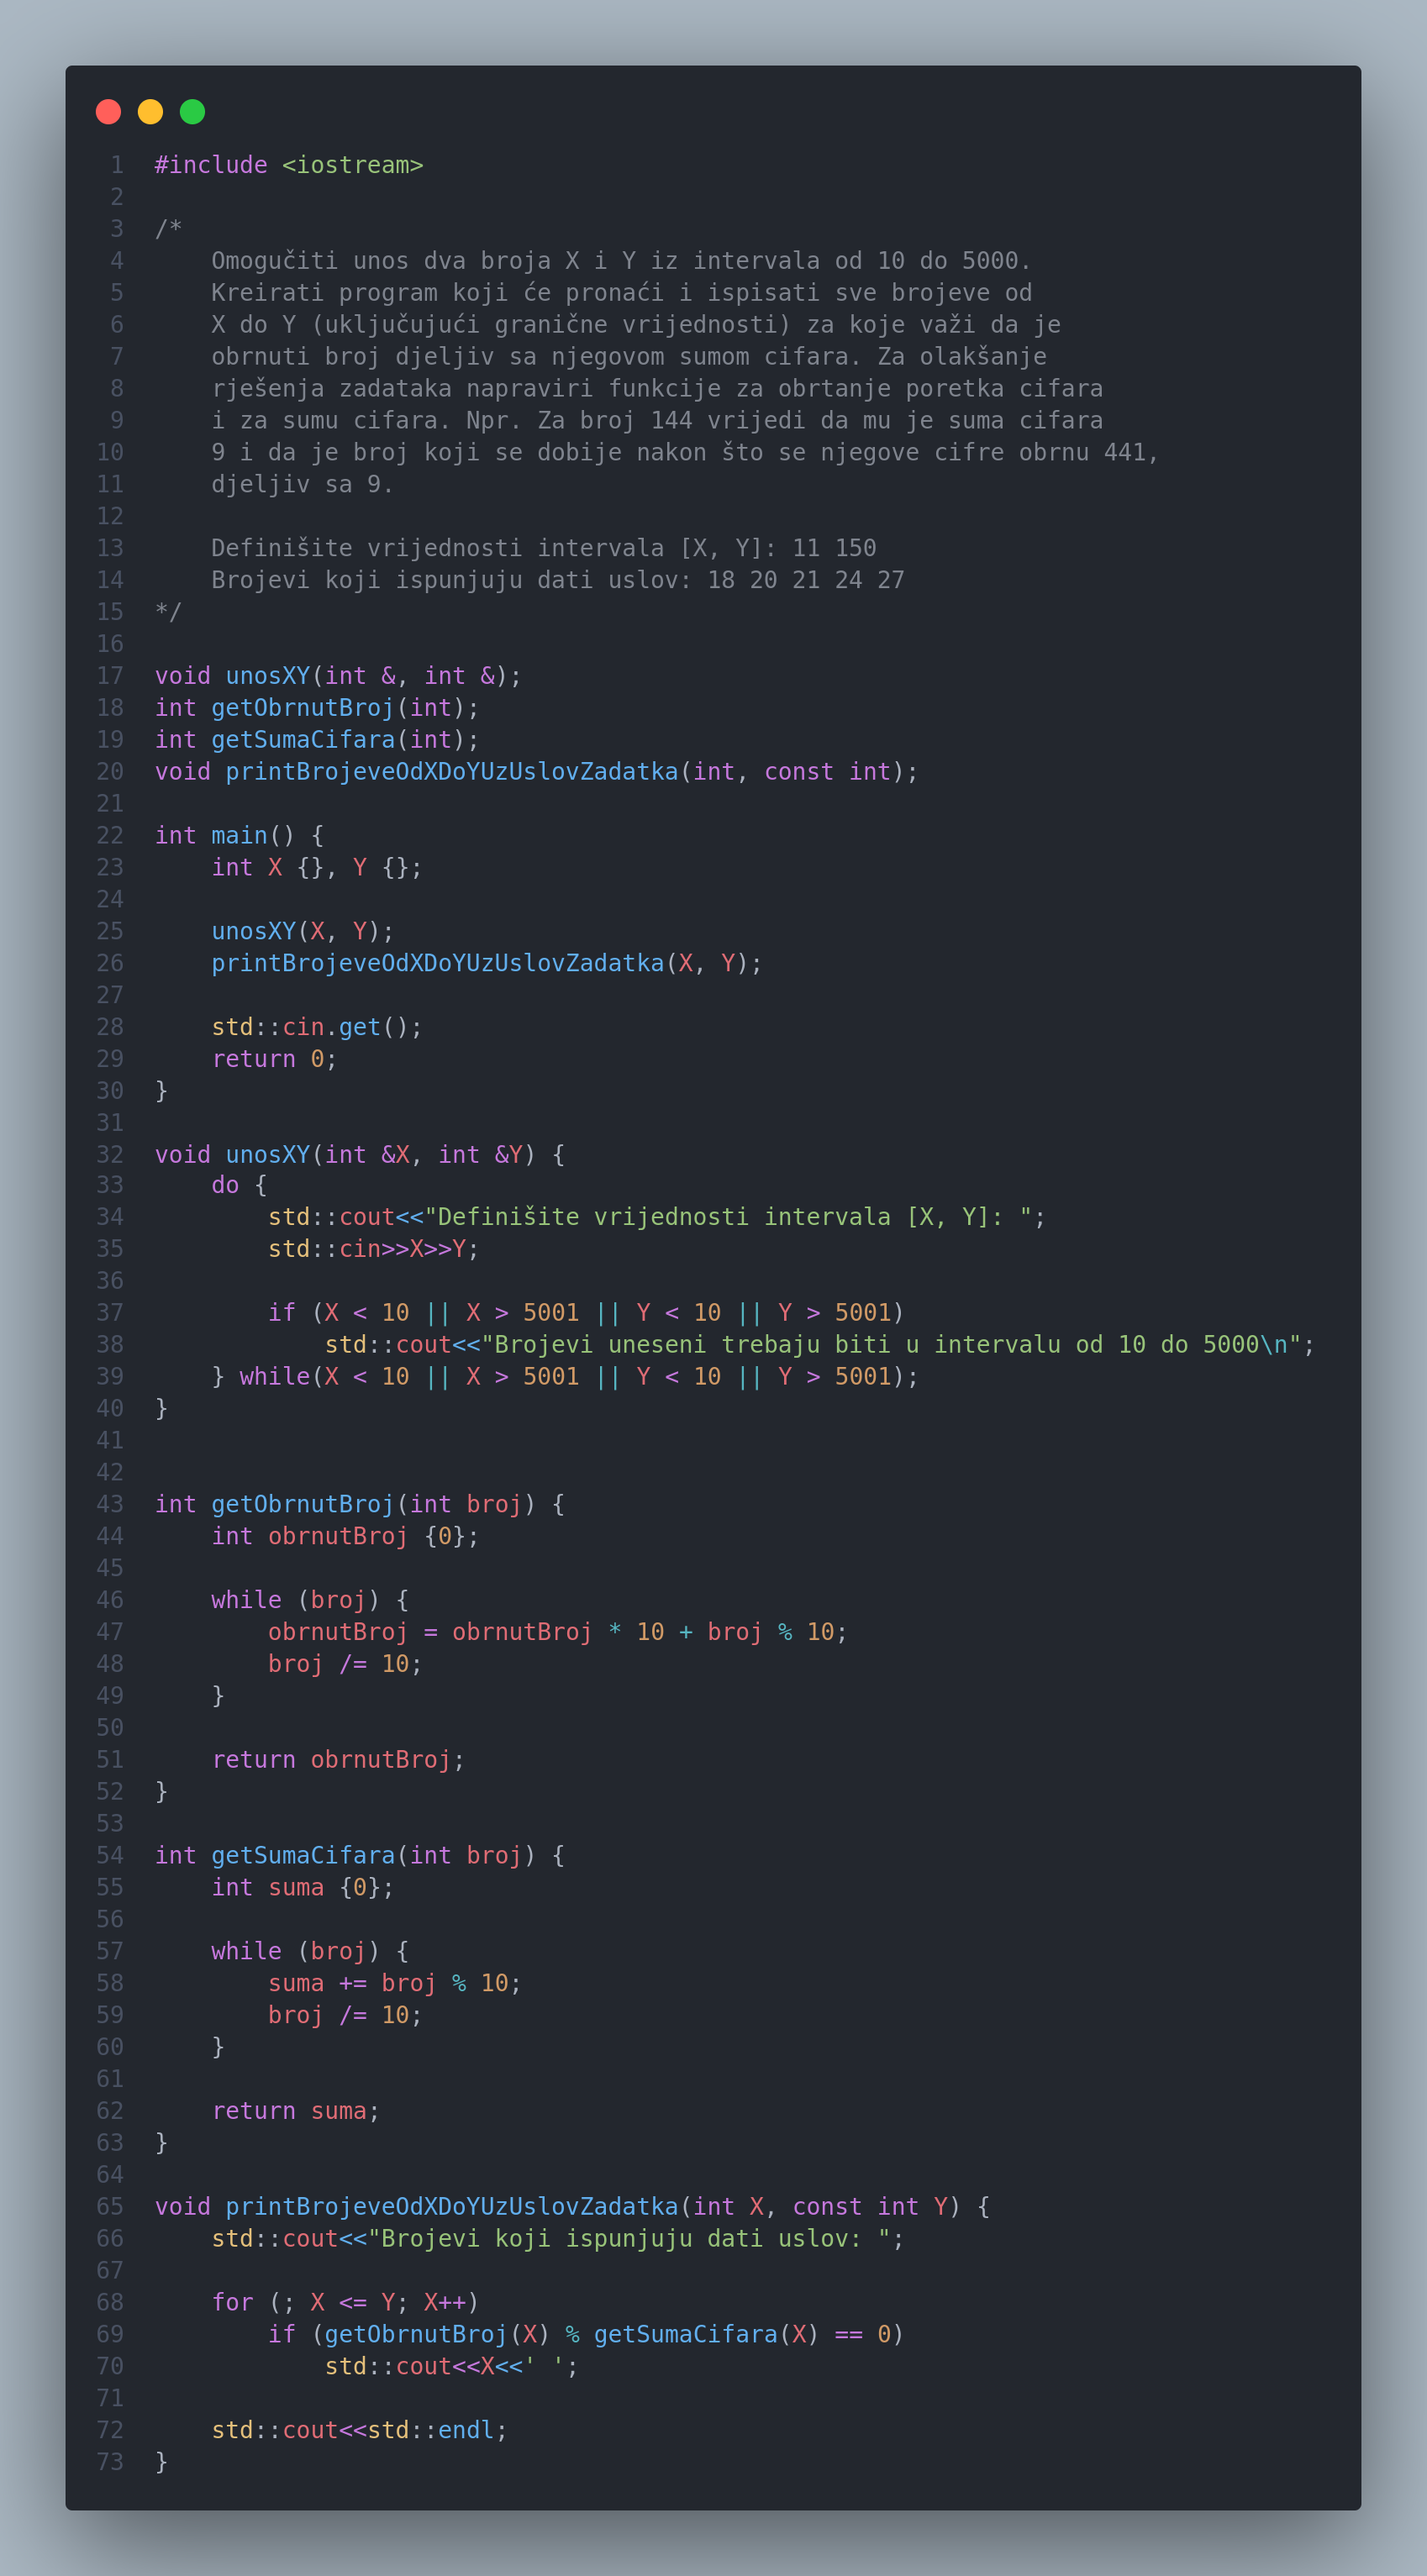 1 #include <iostream>
2
3 /*
4     Omogučiti unos dva broja X i Y iz intervala od 10 do 5000.
5     Kreirati program koji će pronaći i ispisati sve brojeve od
6     X do Y (uključujući granične vrijednosti) za koje važi da je
7     obrnuti broj djeljiv sa njegovom sumom cifara. Za olakšanje
8     rješenja zadataka napraviri funkcije za obrtanje poretka cifara
9     i za sumu cifara. Npr. Za broj 144 vrijedi da mu je suma cifara
10     9 i da je broj koji se dobije nakon što se njegove cifre obrnu 441,
11     djeljiv sa 9.
12
13     Definišite vrijednosti intervala [X, Y]: 11 150
14     Brojevi koji ispunjuju dati uslov: 18 20 21 24 27
15 */
16
17 void unosXY(int &, int &);
18 int getObrnutBroj(int);
19 int getSumaCifara(int);
20 void printBrojeveOdXDoYUzUslovZadatka(int, const int);
21
22 int main() {
23     int X {}, Y {};
24
25     unosXY(X, Y);
26     printBrojeveOdXDoYUzUslovZadatka(X, Y);
27
28     std::cin.get();
29     return 0;
30 }
31
32 void unosXY(int &X, int &Y) {
33     do {
34         std::cout<<"Definišite vrijednosti intervala [X, Y]: ";
35         std::cin>>X>>Y;
36
37         if (X < 10 || X > 5001 || Y < 10 || Y > 5001)
38             std::cout<<"Brojevi uneseni trebaju biti u intervalu od 10 do 5000\n";
39     } while(X < 10 || X > 5001 || Y < 10 || Y > 5001);
40 }
41
42
43 int getObrnutBroj(int broj) {
44     int obrnutBroj {0};
45
46     while (broj) {
47         obrnutBroj = obrnutBroj * 10 + broj % 10;
48         broj /= 10;
49     }
50
51     return obrnutBroj;
52 }
53
54 int getSumaCifara(int broj) {
55     int suma {0};
56
57     while (broj) {
58         suma += broj % 10;
59         broj /= 10;
60     }
61
62     return suma;
63 }
64
65 void printBrojeveOdXDoYUzUslovZadatka(int X, const int Y) {
66     std::cout<<"Brojevi koji ispunjuju dati uslov: ";
67
68     for (; X <= Y; X++)
69         if (getObrnutBroj(X) % getSumaCifara(X) == 0)
70             std::cout<<X<<' ';
71
72     std::cout<<std::endl;
73 }